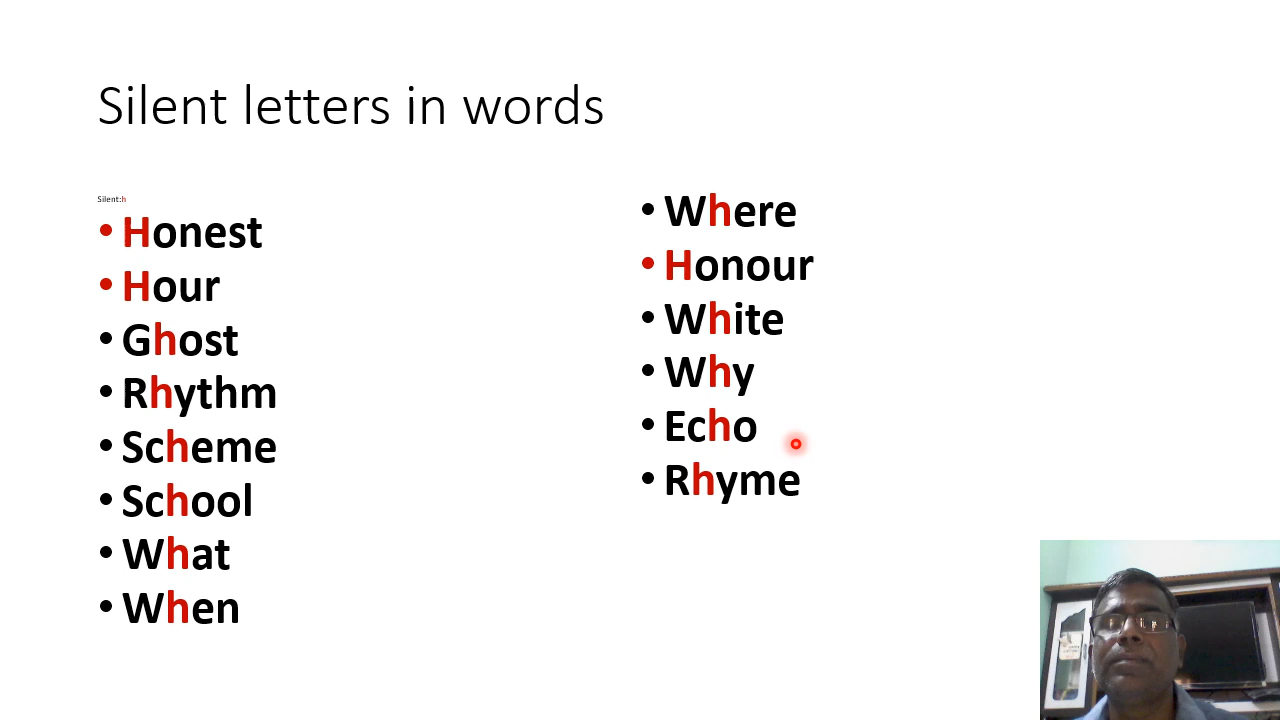 Silent letters in words
Silent:h
• Honest
• Hour
• Ghost
• Rhythm
• Scheme
• School
• What
• When
• Where
• Honour
• White
• Why
• Echo
• Rhyme